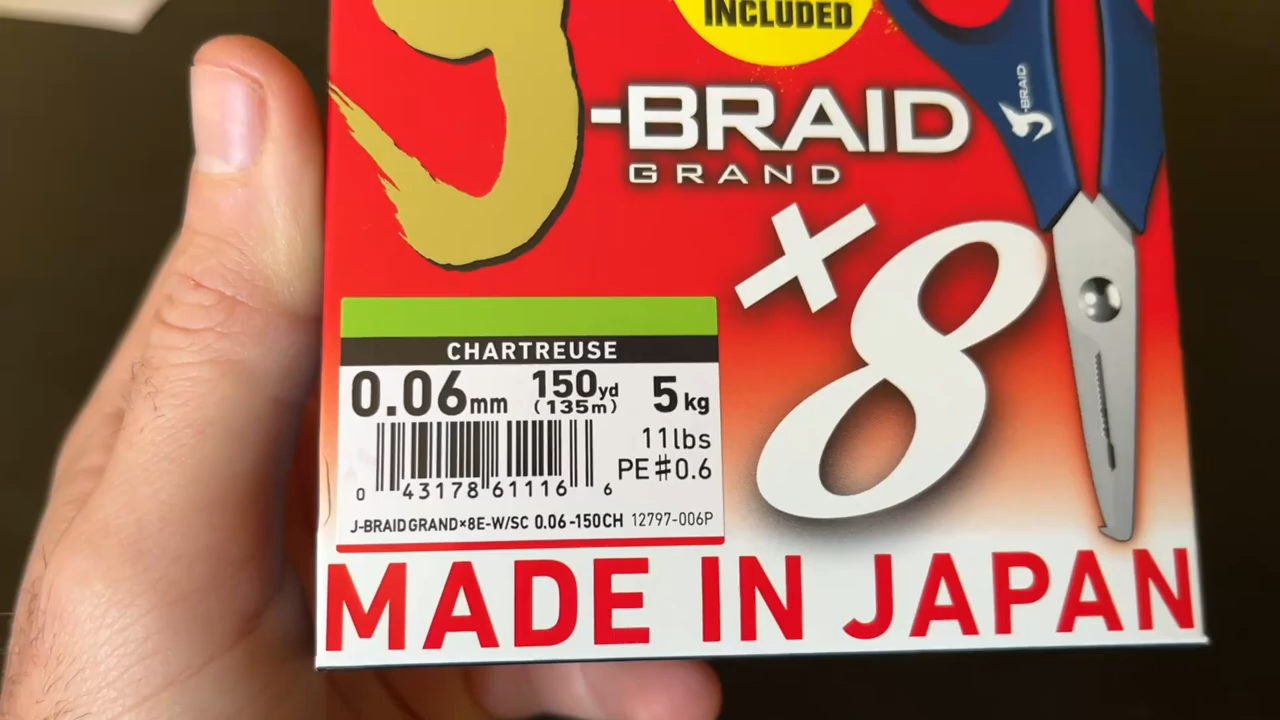 INCLUDED
J-BRAID
GRAND
×8
J-BRAID
CHARTREUSE
0.06mm 150yd (135m) 5kg
11lbs
PE#0.6
0 43178 61116 6
J-BRAID GRAND×8E-W/SC 0.06-150CH 12797-006P
MADE IN JAPAN